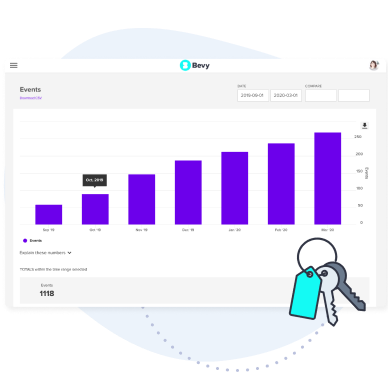 Bevy
Events
Download CSV
DATE
COMPARE
2019-09-01
2020-03-01
Oct, 2019
250
200
150
100
50
0
Events
Sep '19
Oct '19
Nov '19
Dec '19
Jan '20
Feb '20
Mar '20
Events
Explain these numbers
TOTALS within the time range selected
Events
1118